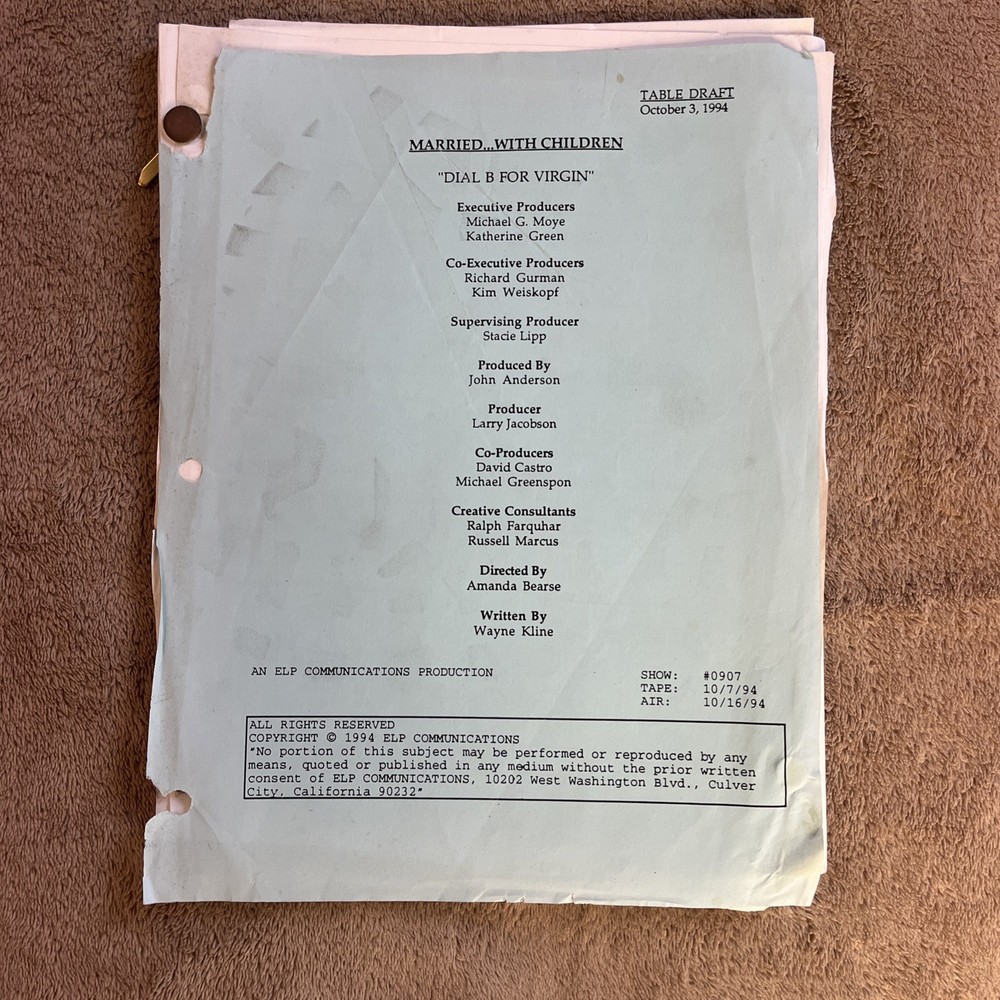 TABLE DRAFT
October 3, 1994
MARRIED...WITH CHILDREN
"DIAL B FOR VIRGIN"
Executive Producers
Michael G. Moye
Katherine Green
Co-Executive Producers
Richard Gurman
Kim Weiskopf
Supervising Producer
Stacie Lipp
Produced By
John Anderson
Producer
Larry Jacobson
Co-Producers
David Castro
Michael Greenspon
Creative Consultants
Ralph Farquhar
Russell Marcus
Directed By
Amanda Bearse
Written By
Wayne Kline
AN ELP COMMUNICATIONS PRODUCTION
SHOW: #0907
TAPE: 10/7/94
AIR: 10/16/94
ALL RIGHTS RESERVED
COPYRIGHT © 1994 ELP COMMUNICATIONS
"No portion of this subject may be performed or reproduced by any
means, quoted or published in any medium without the prior written
consent of ELP COMMUNICATIONS, 10202 West Washington Blvd., Culver
City, California 90232"